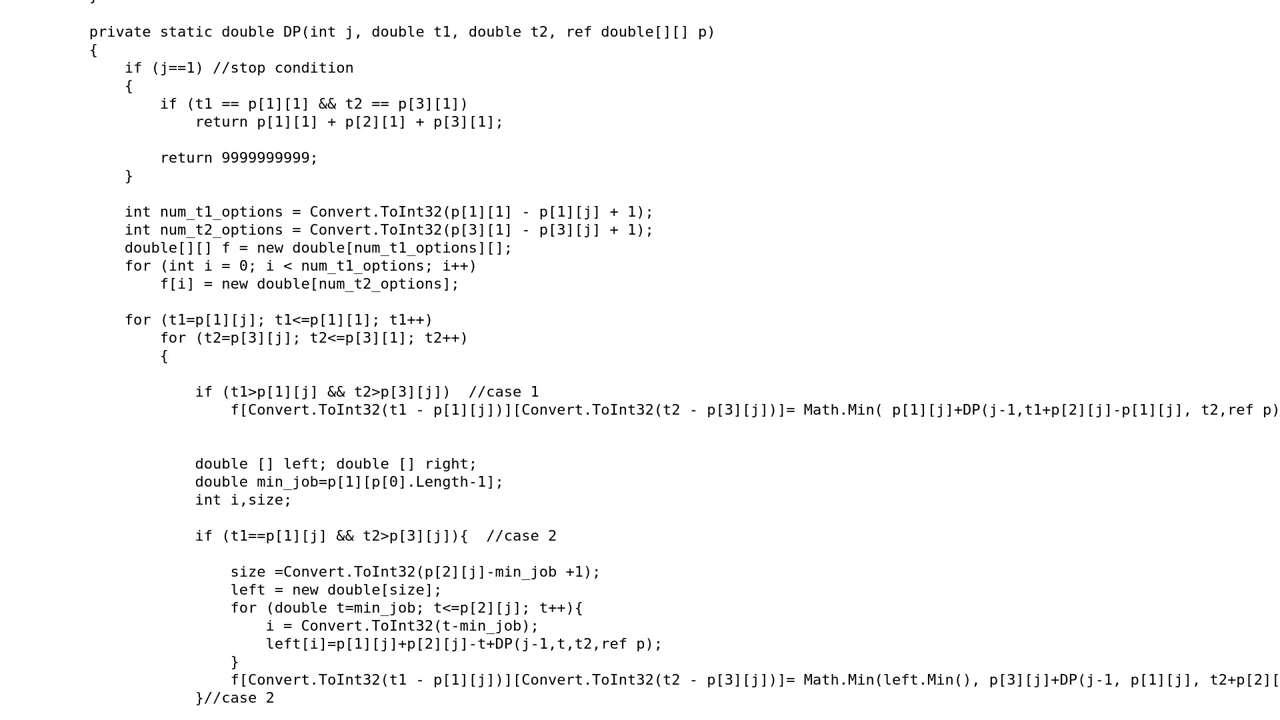 private static double DP(int j, double t1, double t2, ref double[][] p)
{
if (j==1) //stop condition
{
if (t1 == p[1][1] && t2 == p[3][1])
return p[1][1] + p[2][1] + p[3][1];
return 9999999999;
}
int num_t1_options = Convert.ToInt32(p[1][1] - p[1][j] + 1);
int num_t2_options = Convert.ToInt32(p[3][1] - p[3][j] + 1);
double[][] f = new double[num_t1_options][];
for (int i = 0; i < num_t1_options; i++)
f[i] = new double[num_t2_options];
for (t1=p[1][j]; t1<=p[1][1]; t1++)
for (t2=p[3][j]; t2<=p[3][1]; t2++)
{
if (t1>p[1][j] && t2>p[3][j])  //case 1
f[Convert.ToInt32(t1 - p[1][j])][Convert.ToInt32(t2 - p[3][j])]= Math.Min( p[1][j]+DP(j-1,t1+p[2][j]-p[1][j], t2,ref p)
double [] left; double [] right;
double min_job=p[1][p[0].Length-1];
int i,size;
if (t1==p[1][j] && t2>p[3][j]){  //case 2
size =Convert.ToInt32(p[2][j]-min_job +1);
left = new double[size];
for (double t=min_job; t<=p[2][j]; t++){
i = Convert.ToInt32(t-min_job);
left[i]=p[1][j]+p[2][j]-t+DP(j-1,t,t2,ref p);
}
f[Convert.ToInt32(t1 - p[1][j])][Convert.ToInt32(t2 - p[3][j])]= Math.Min(left.Min(), p[3][j]+DP(j-1, p[1][j], t2+p[2][
}//case 2